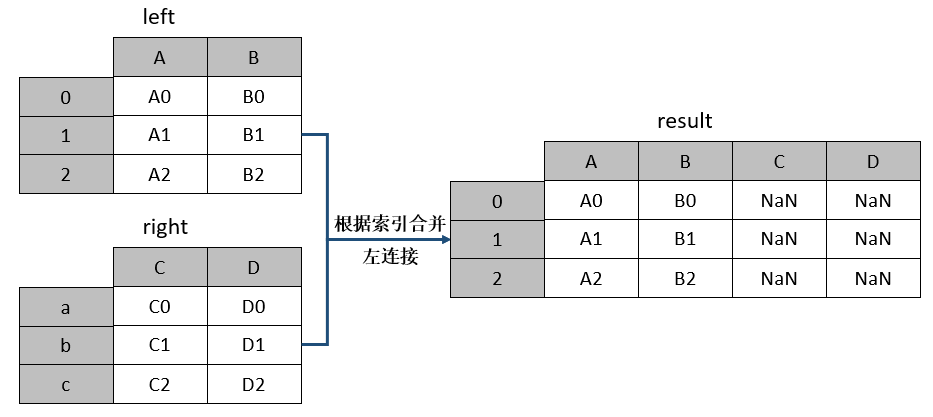 left
A B
0 A0 B0
1 A1 B1
2 A2 B2
right
C D
a C0 D0
b C1 D1
c C2 D2
根据索引合并
左连接
result
A B C D
0 A0 B0 NaN NaN
1 A1 B1 NaN NaN
2 A2 B2 NaN NaN